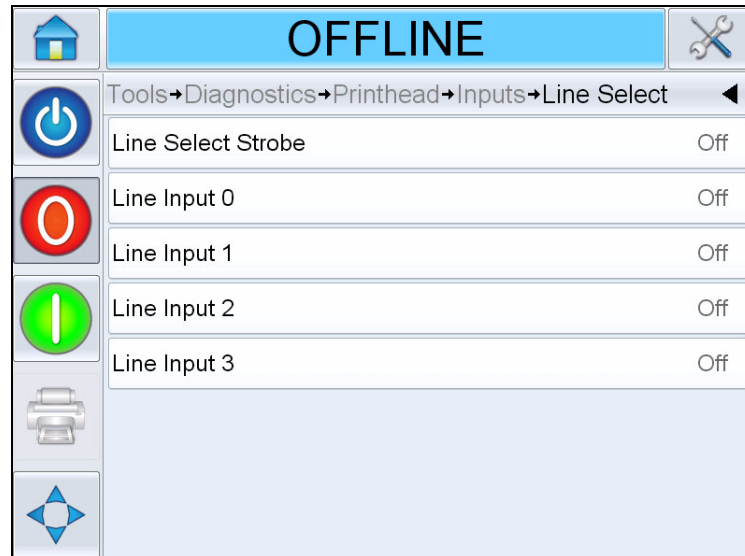 OFFLINE
Tools→Diagnostics→Printhead→Inputs→Line Select
Line Select Strobe Off
Line Input 0 Off
Line Input 1 Off
Line Input 2 Off
Line Input 3 Off